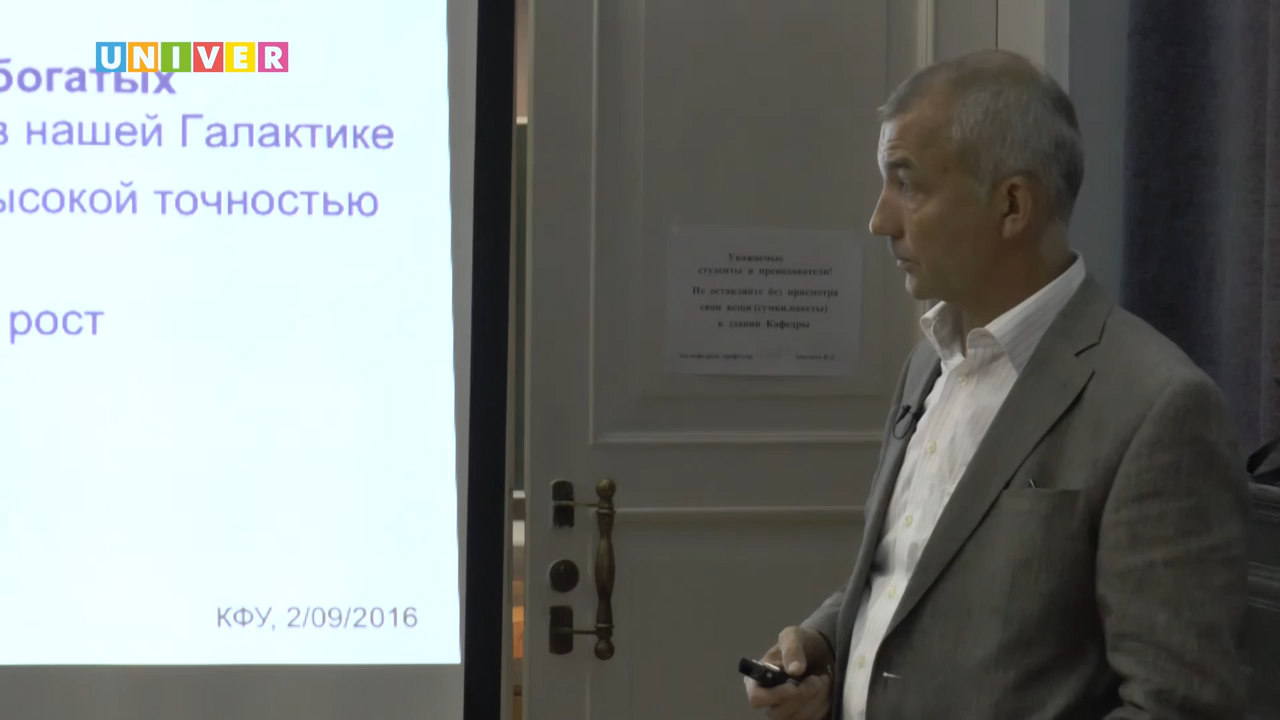 UNIVER
богатых
в нашей Галактике
ысокой точностью
рост
КФУ, 2/09/2016
Уважаемые
студенты и преподаватели!
Не оставляйте без присмотра
свои вещи (сумки,пакеты)
в здании Кафедры